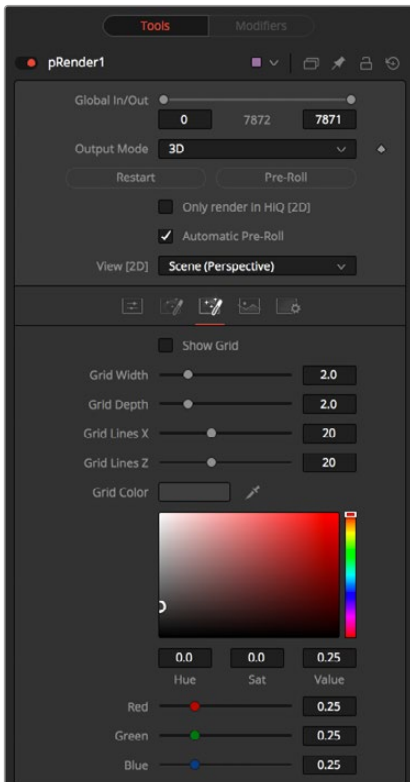 Tools Modifiers
pRender1
Global In/Out
0 7872 7871
Output Mode 3D
Restart Pre-Roll
Only render in HiQ [2D]
Automatic Pre-Roll
View [2D] Scene (Perspective)
Show Grid
Grid Width 2.0
Grid Depth 2.0
Grid Lines X 20
Grid Lines Z 20
Grid Color
0.0 0.0 0.25
Hue Sat Value
Red 0.25
Green 0.25
Blue 0.25